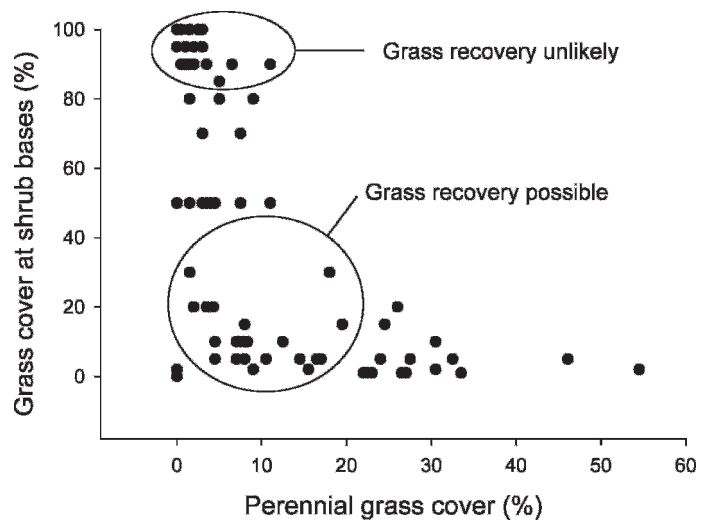 Grass recovery unlikely
Grass recovery possible
Grass cover at shrub bases (%)
100
80
60
40
20
0
0 10 20 30 40 50 60
Perennial grass cover (%)